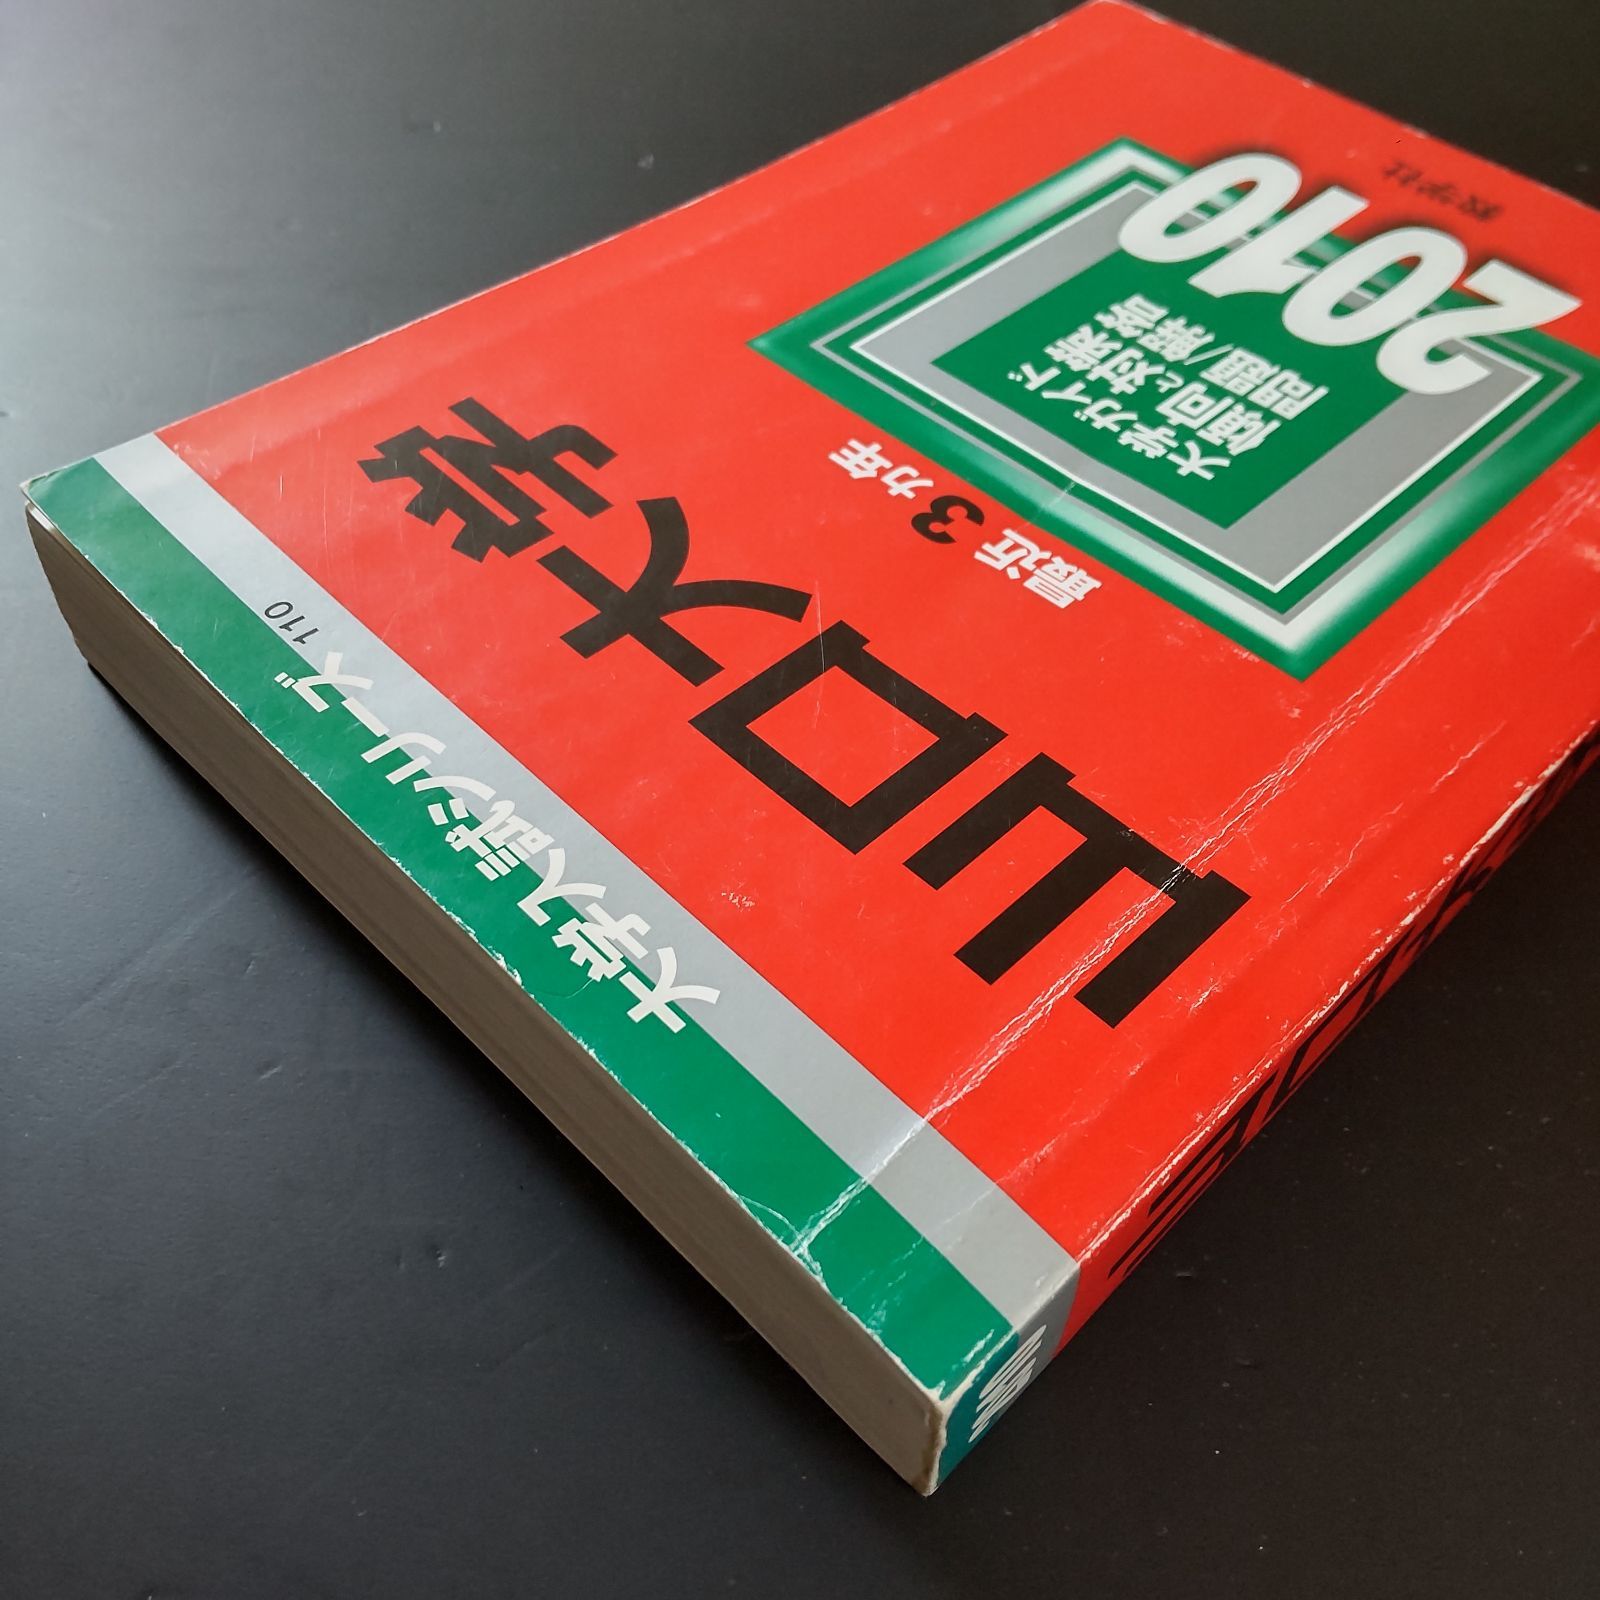 大学入試シリーズ 110
山口大学
最近3カ年
大学ガイド
傾向と対策
問題/解答
2010
教学社
2010